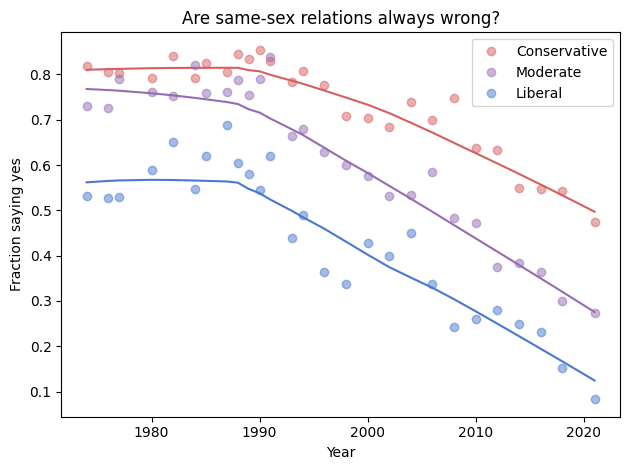 Are same-sex relations always wrong?
Conservative
Moderate
Liberal
Fraction saying yes
0.8
0.7
0.6
0.5
0.4
0.3
0.2
0.1
1980 1990 2000 2010 2020
Year